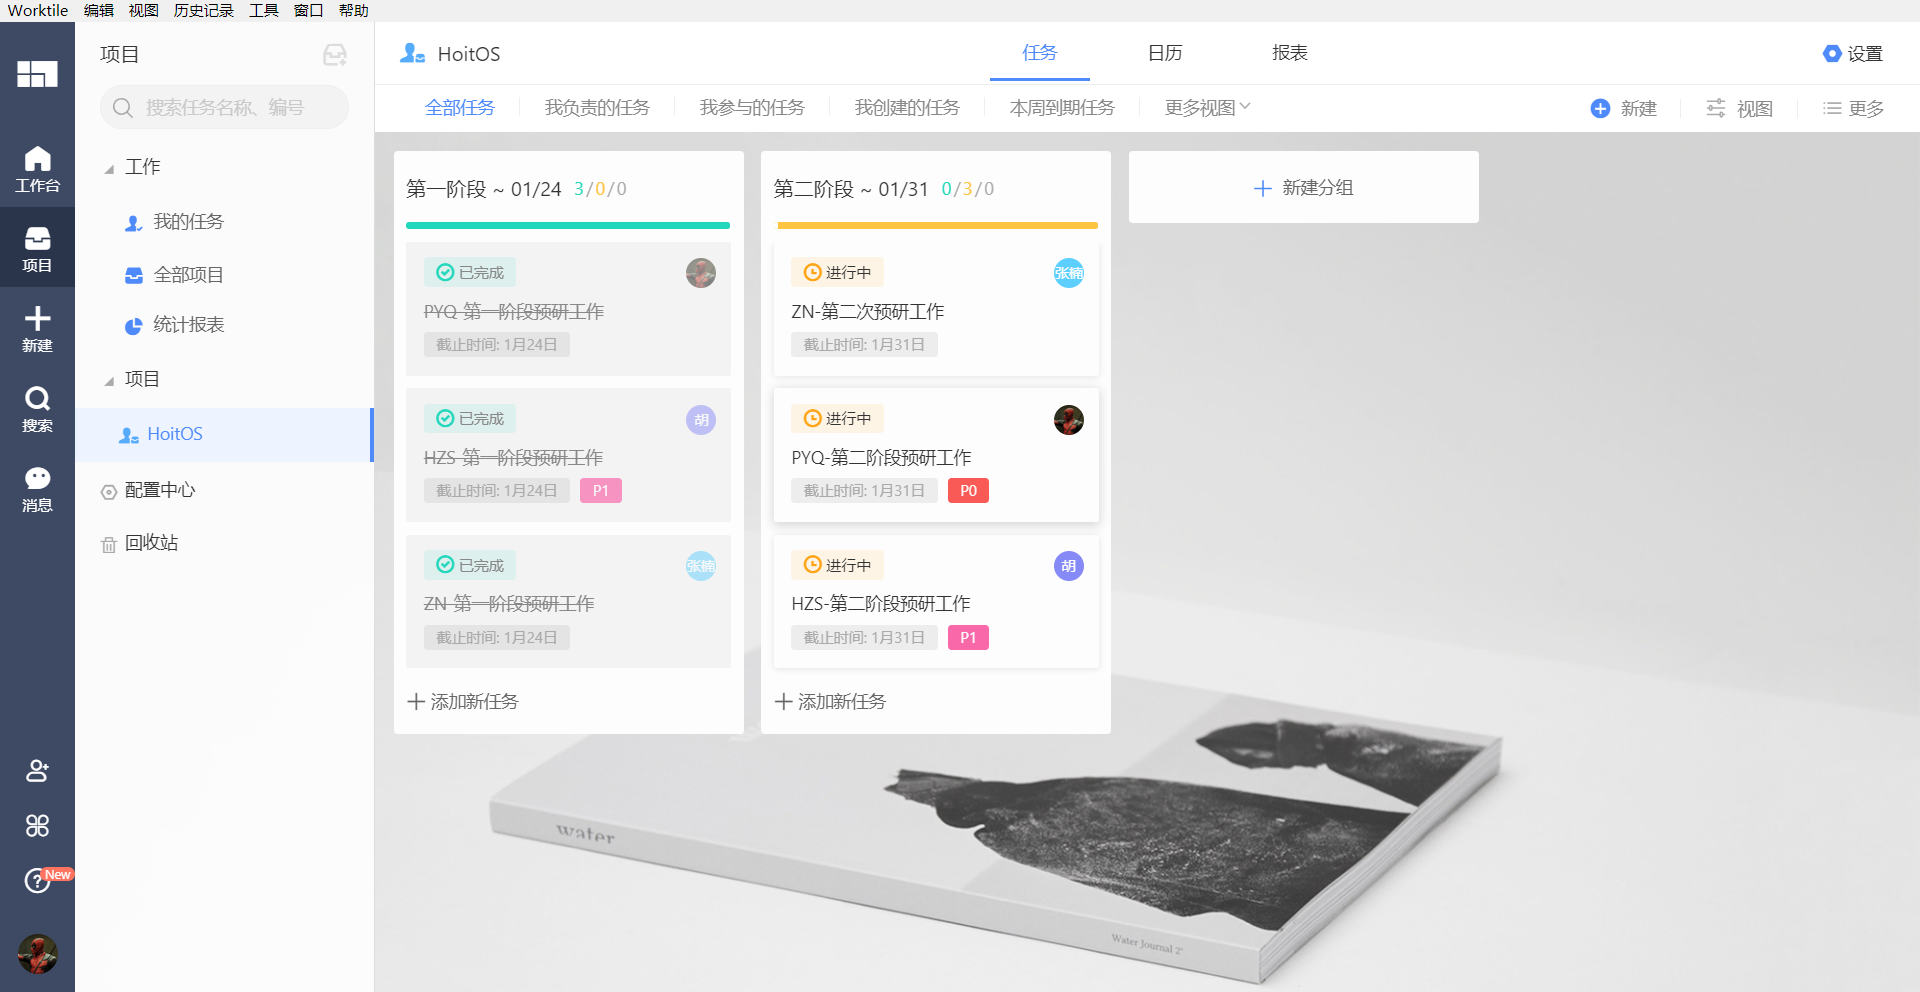 Worktile 编辑 视图 历史记录 工具 窗口 帮助
工作台
项目
新建
搜索
消息
New
项目
搜索任务名称、编号
工作
我的任务
全部项目
统计报表
项目
HoitOS
配置中心
回收站
HoitOS
任务 日历 报表
设置
全部任务 我负责的任务 我参与的任务 我创建的任务 本周到期任务 更多视图
新建 视图 更多
第一阶段 ~ 01/24 3/0/0
已完成
PYQ-第一阶段预研工作
截止时间: 1月24日
已完成 胡
HZS-第一阶段预研工作
截止时间: 1月24日 P1
已完成 张楠
ZN-第一阶段预研工作
截止时间: 1月24日
添加新任务
第二阶段 ~ 01/31 0/3/0
进行中 张楠
ZN-第二次预研工作
截止时间: 1月31日
进行中
PYQ-第二阶段预研工作
截止时间: 1月31日 P0
进行中 胡
HZS-第二阶段预研工作
截止时间: 1月31日 P1
添加新任务
新建分组
water
Water Journal 2"